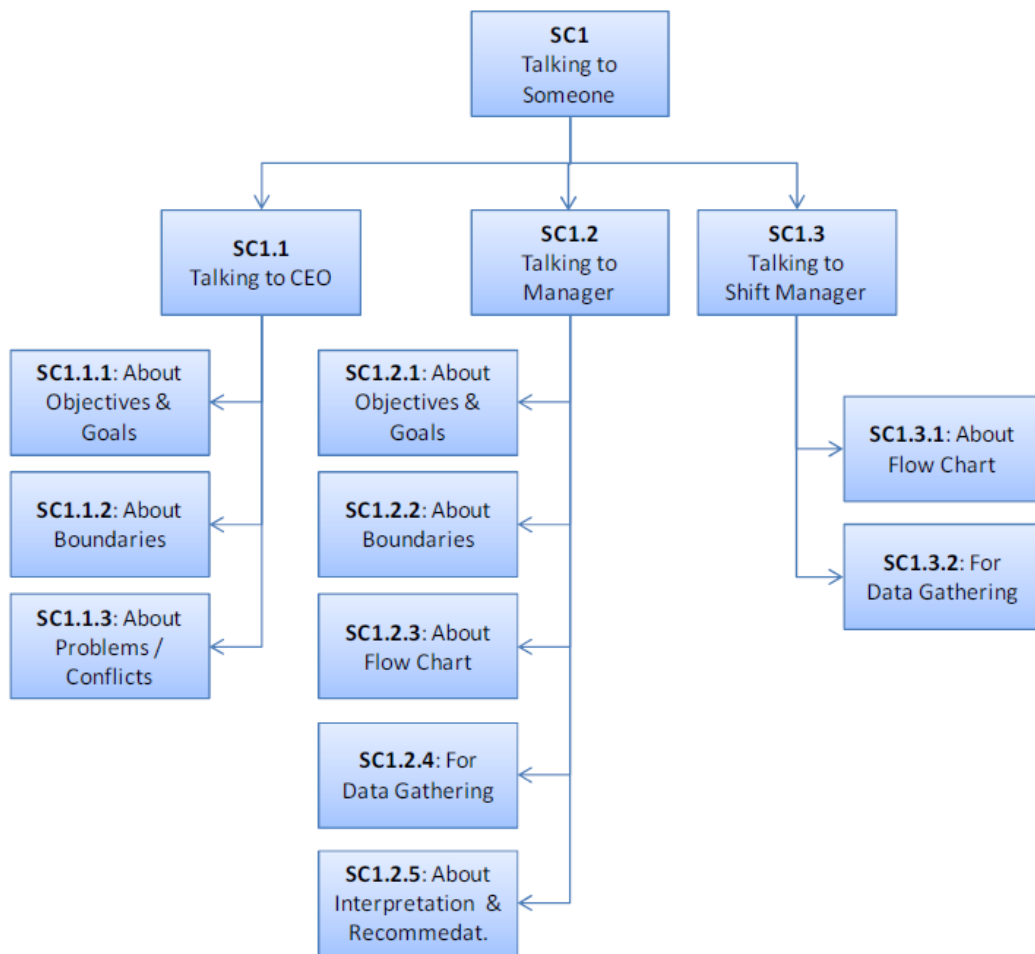 SC1
Talking to
Someone
SC1.1
Talking to CEO
SC1.2
Talking to
Manager
SC1.3
Talking to
Shift Manager
SC1.1.1: About
Objectives &
Goals
SC1.1.2: About
Boundaries
SC1.1.3: About
Problems /
Conflicts
SC1.2.1: About
Objectives &
Goals
SC1.2.2: About
Boundaries
SC1.2.3: About
Flow Chart
SC1.2.4: For
Data Gathering
SC1.2.5: About
Interpretation &
Recommedat.
SC1.3.1: About
Flow Chart
SC1.3.2: For
Data Gathering